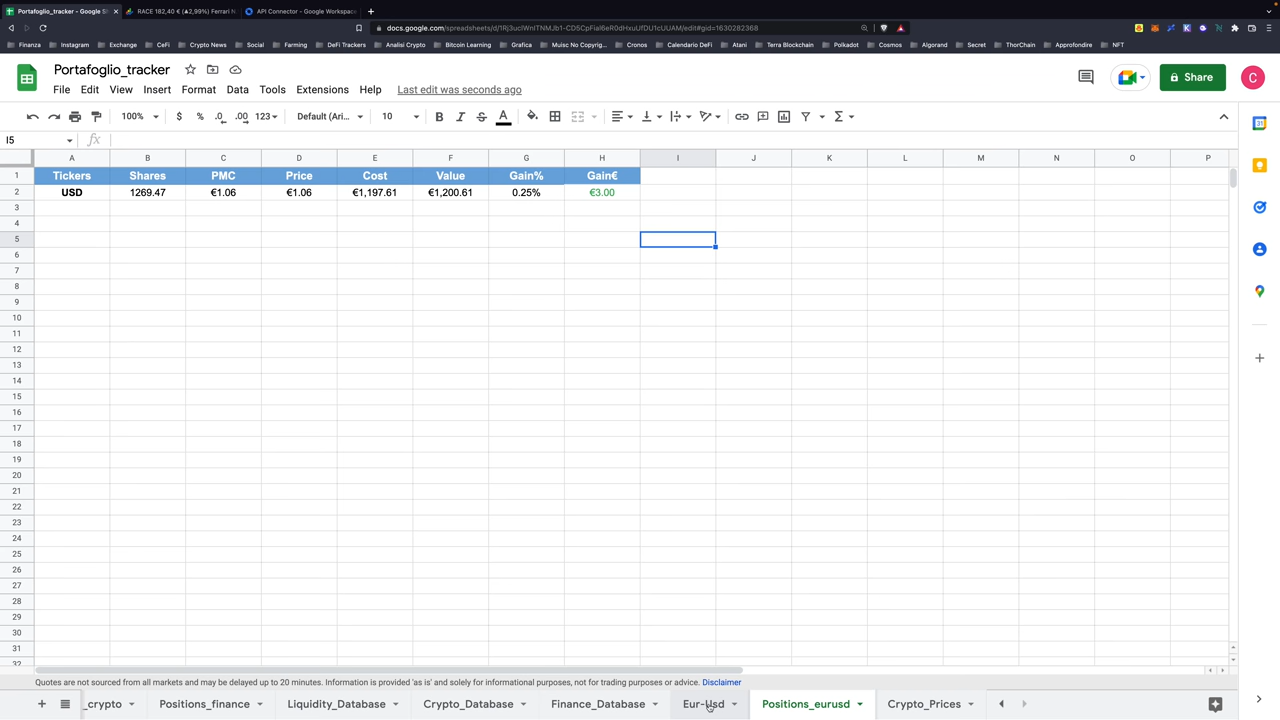 Portafoglio_tracker - Google S
RACE 182,40 € (▲2,99%) Ferrari N
API Connector - Google Workspace
docs.google.com/spreadsheets/d/
Finanza Instagram Exchange CeFi Crypto News Social Farming DeFi Trackers Analisi Crypto Bitcoin Learning Grafica Muisc No Copyrig... Cronos Calendario DeFi Atani Terra Blockchain Polkadot Cosmos Algorand Secret ThorChain Approfondire NFT
Portafoglio_tracker
File Edit View Insert Format Data Tools Extensions Help Last edit was seconds ago
Share
C
100% $ % .0 .00 123 Default (Ari... 10 B I S A
I5 fx
A B C D E F G H I J K L M N O P
1 Tickers Shares PMC Price Cost Value Gain% Gain€
2 USD 1269.47 €1.06 €1.06 €1,197.61 €1,200.61 0.25% €3.00
3
4
5
6
7
8
9
10
11
12
13
14
15
16
17
18
19
20
21
22
23
24
25
26
27
28
29
30
31
32
Quotes are not sourced from all markets and may be delayed up to 20 minutes. Information is provided 'as is' and solely for informational purposes, not for trading purposes or advice. Disclaimer
_crypto Positions_finance Liquidity_Database Crypto_Database Finance_Database Eur-Usd Positions_eurusd Crypto_Prices